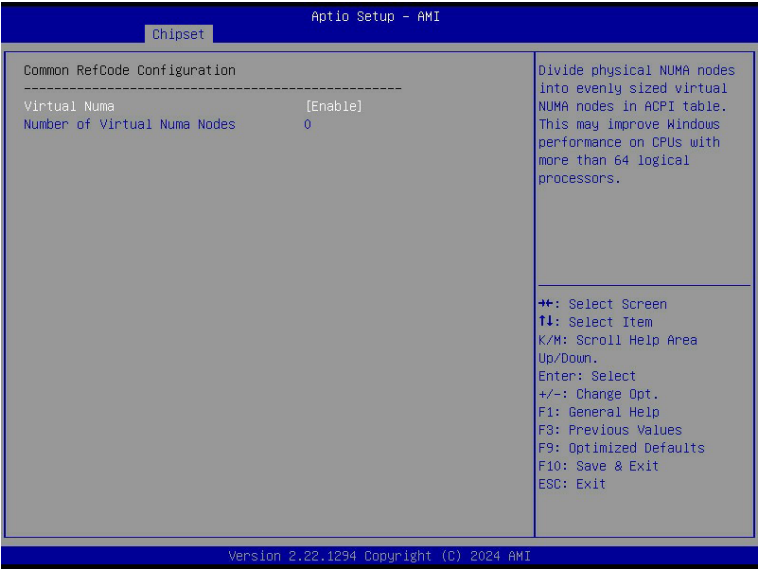 Aptio Setup – AMI
Chipset
Common RefCode Configuration
--------------------------------------------------
Virtual Numa [Enable]
Number of Virtual Numa Nodes 0
Divide physical NUMA nodes
into evenly sized virtual
NUMA nodes in ACPI table.
This may improve Windows
performance on CPUs with
more than 64 logical
processors.
→←: Select Screen
↑↓: Select Item
K/M: Scroll Help Area
Up/Down.
Enter: Select
+/-: Change Opt.
F1: General Help
F3: Previous Values
F9: Optimized Defaults
F10: Save & Exit
ESC: Exit
Version 2.22.1294 Copyright (C) 2024 AMI